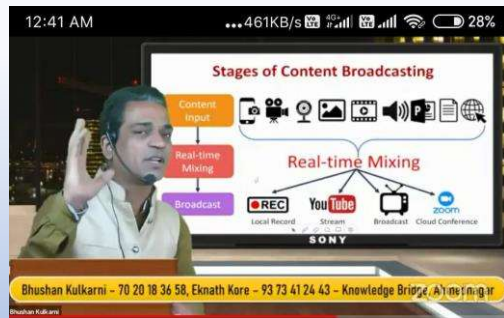 12:41 AM
461KB/s
4G+
28%
Stages of Content Broadcasting
Content
Input
Real-time
Mixing
Broadcast
Real-time Mixing
REC
YouTube
zoom
Local Record
Stream
Broadcast
Cloud Conference
SONY
Bhushan Kulkarni - 70 20 18 36 58, Eknath Kore - 93 73 41 24 43 - Knowledge Bridge, Ahmednagar
zoom
Bhushan Kulkarni